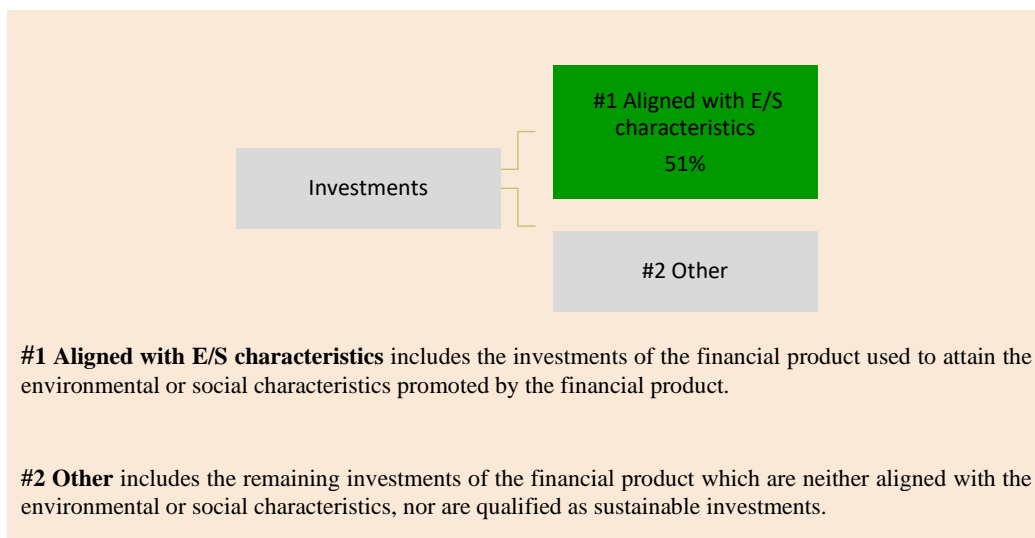 #1 Aligned with E/S
characteristics
51%
Investments
#2 Other
#1 Aligned with E/S characteristics includes the investments of the financial product used to attain the
environmental or social characteristics promoted by the financial product.
#2 Other includes the remaining investments of the financial product which are neither aligned with the
environmental or social characteristics, nor are qualified as sustainable investments.